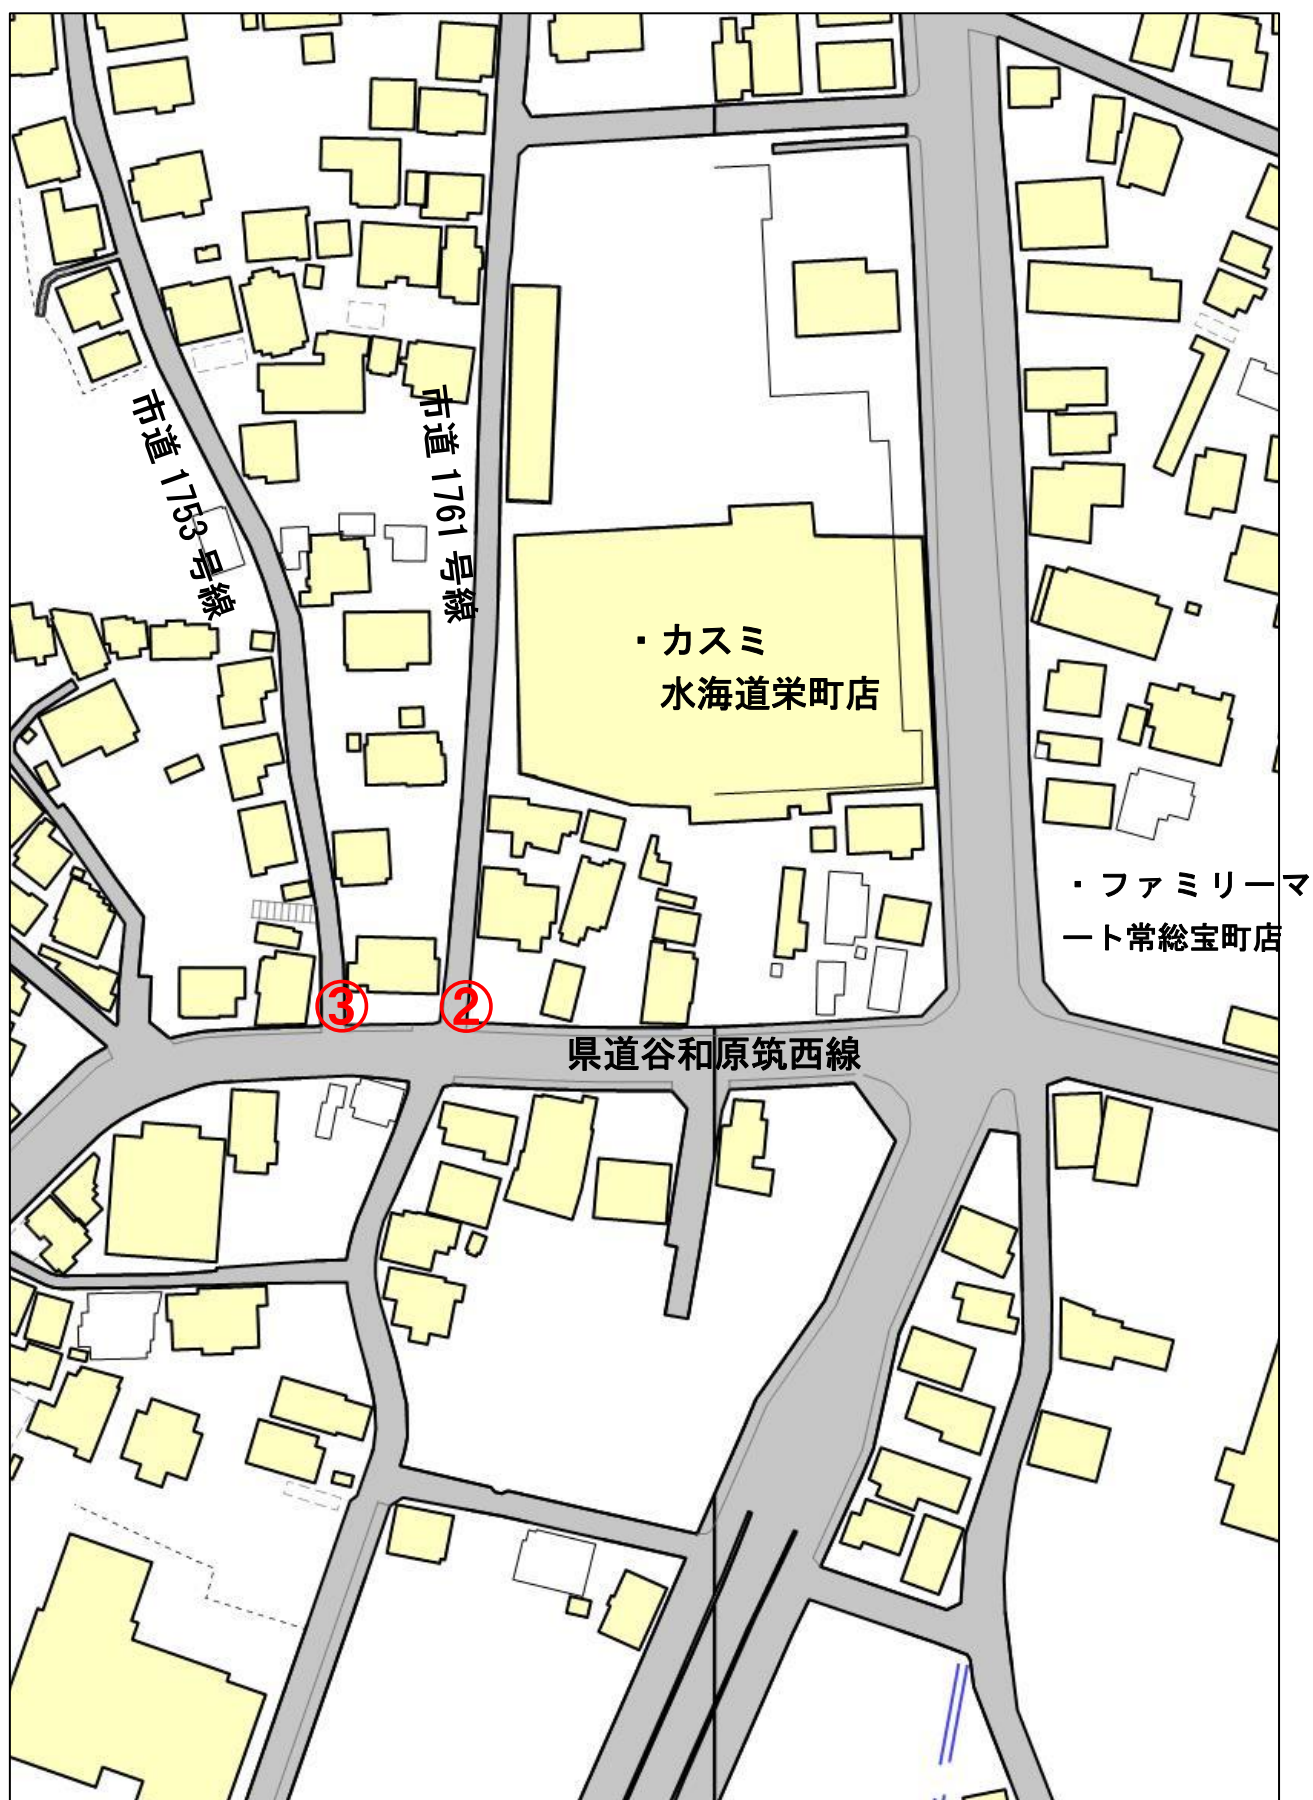 市道 1753 号線
市道 1761 号線
・カスミ
水海道栄町店
・ファミリーマ
ート常総宝町店
③
②
県道谷和原筑西線